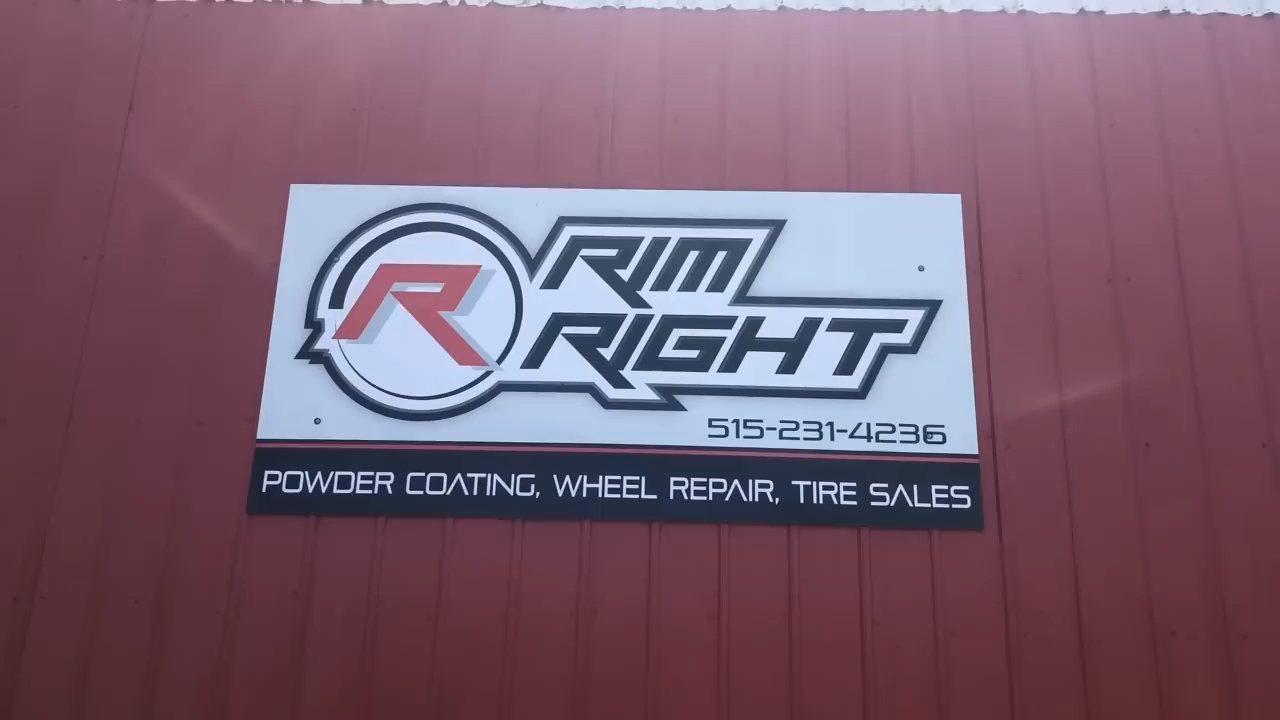 R
RIM
RIGHT
515-231-4236
POWDER COATING, WHEEL REPAIR, TIRE SALES